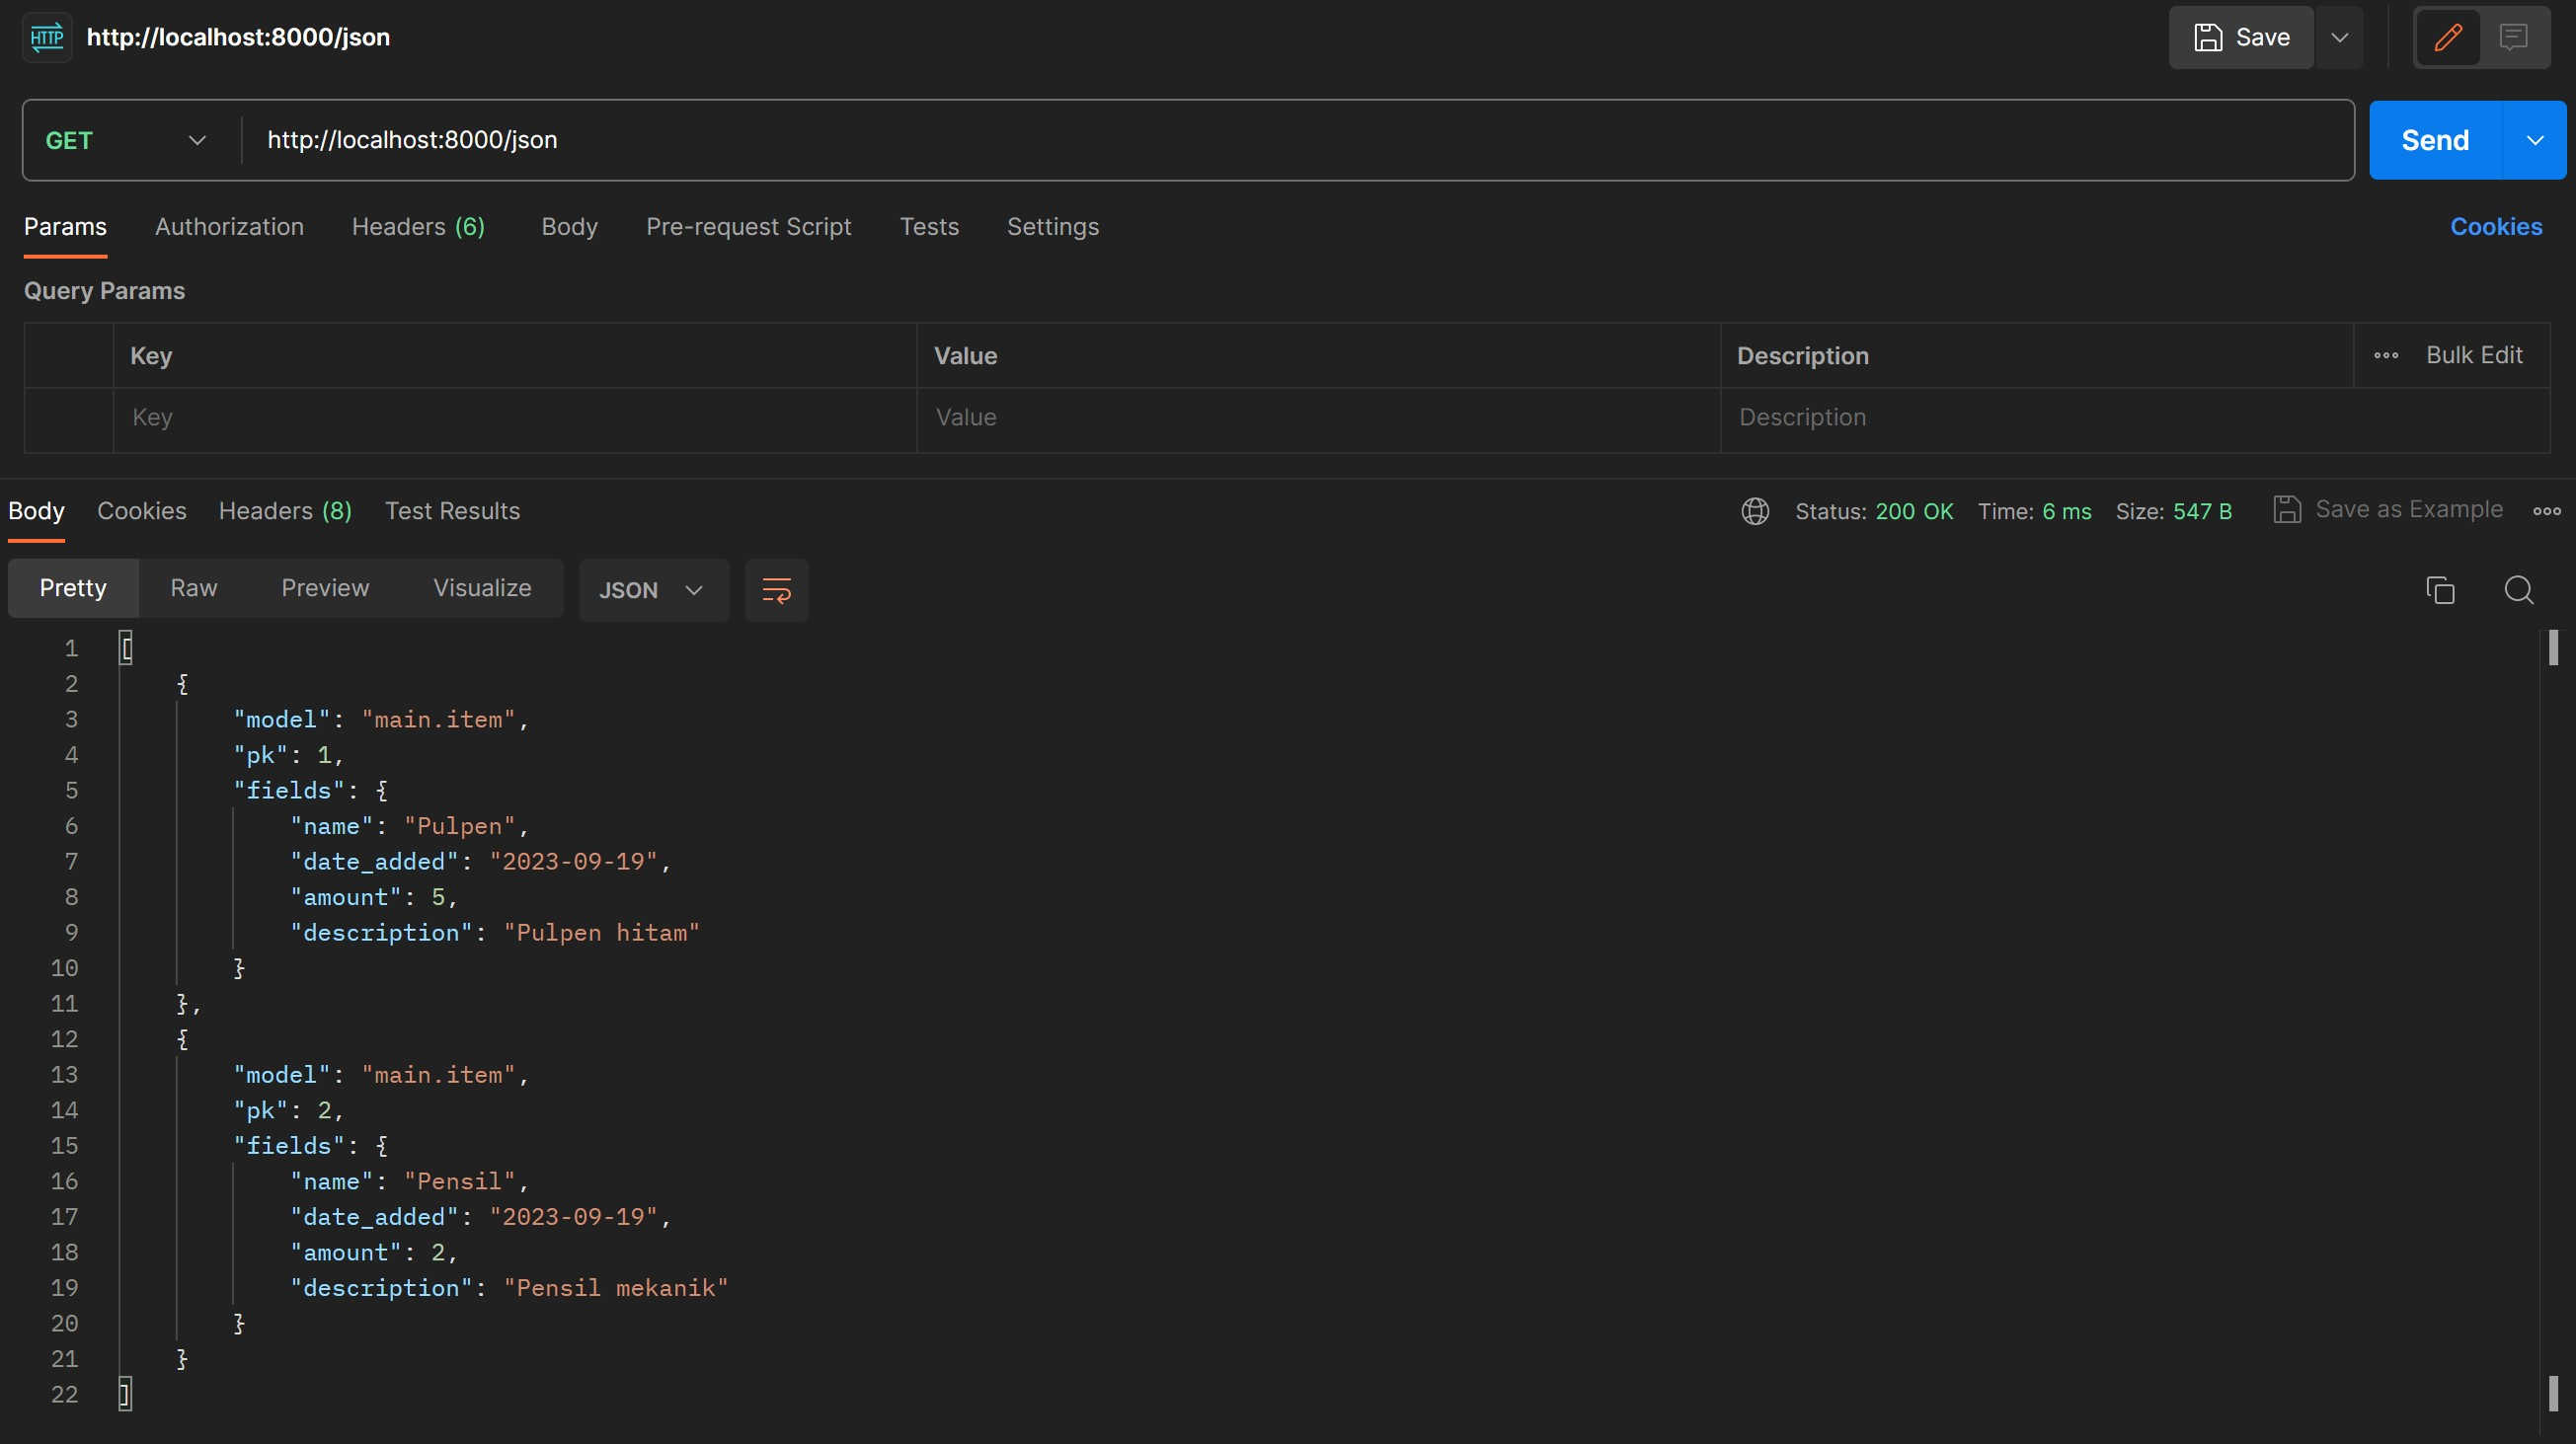 HTTP http://localhost:8000/json Save
GET http://localhost:8000/json Send
Params Authorization Headers (6) Body Pre-request Script Tests Settings Cookies
Query Params
Key Value Description Bulk Edit
Key Value Description
Body Cookies Headers (8) Test Results Status: 200 OK Time: 6 ms Size: 547 B Save as Example
Pretty Raw Preview Visualize JSON
1 [
2 {
3 "model": "main.item",
4 "pk": 1,
5 "fields": {
6 "name": "Pulpen",
7 "date_added": "2023-09-19",
8 "amount": 5,
9 "description": "Pulpen hitam"
10 }
11 },
12 {
13 "model": "main.item",
14 "pk": 2,
15 "fields": {
16 "name": "Pensil",
17 "date_added": "2023-09-19",
18 "amount": 2,
19 "description": "Pensil mekanik"
20 }
21 }
22 ]